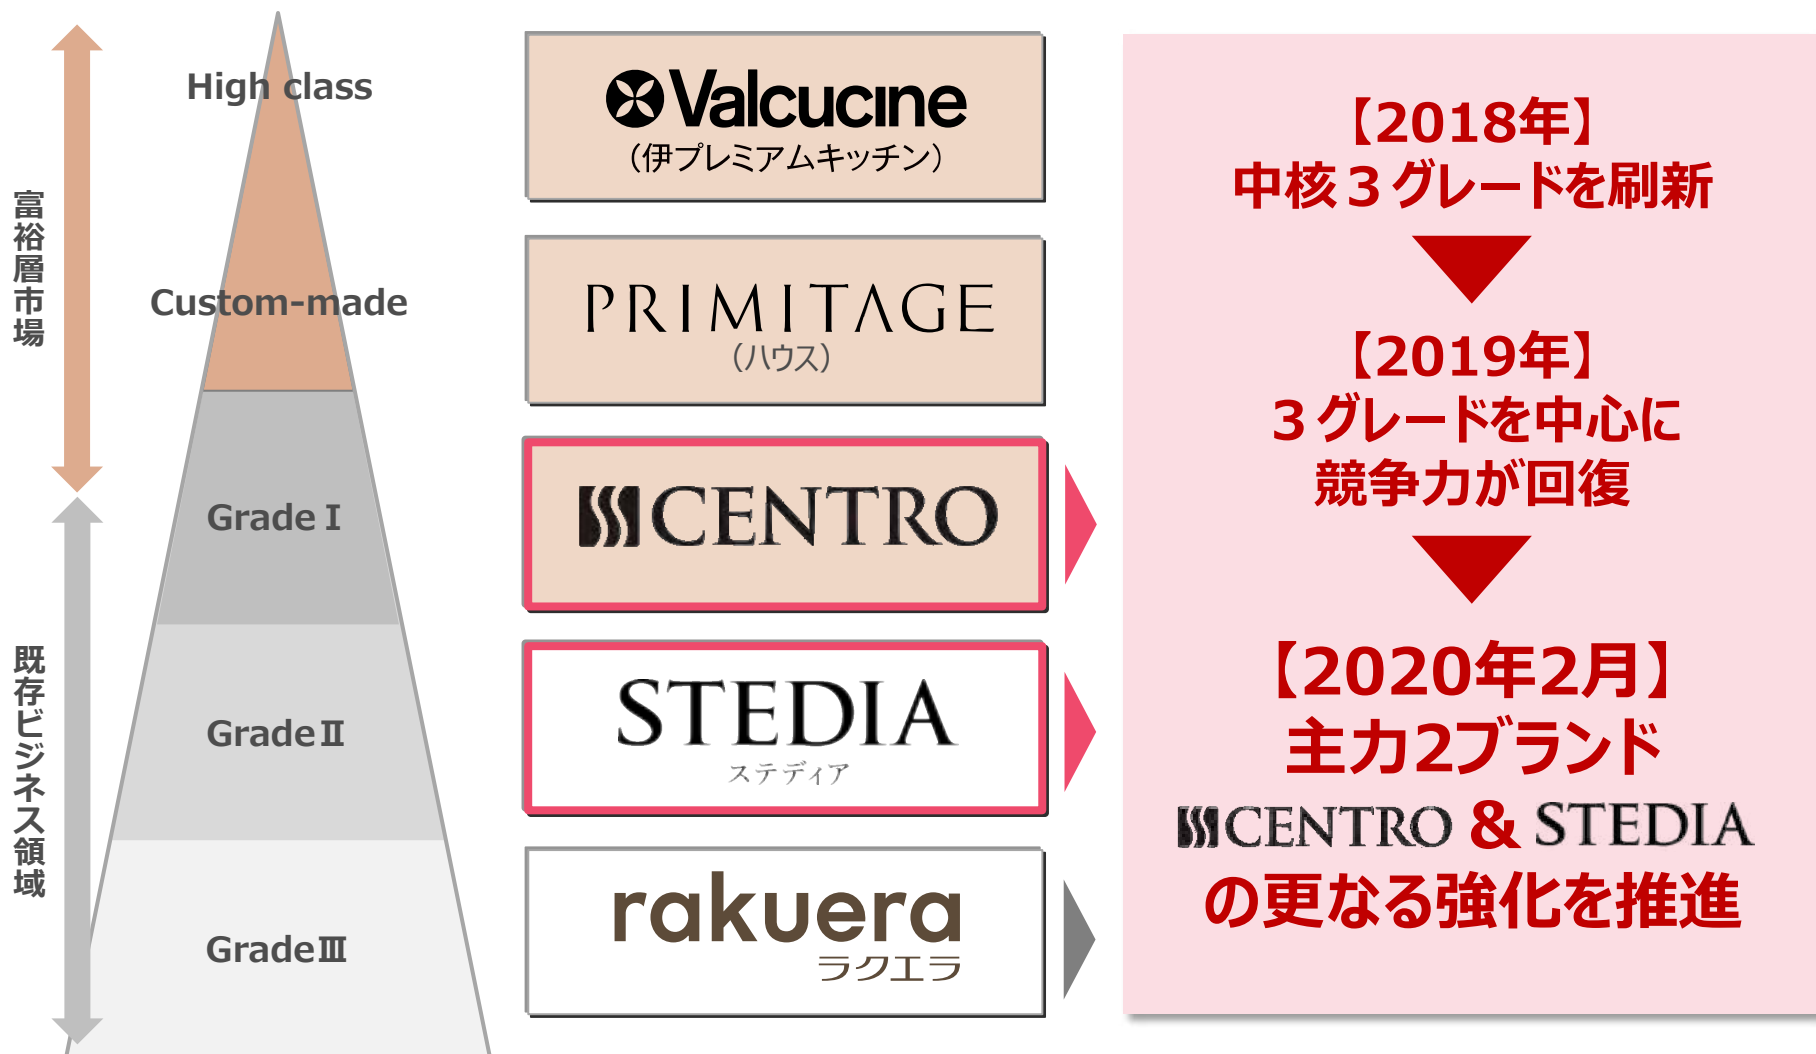 富裕層市場
既存ビジネス領域
High class
Custom-made
Grade Ⅰ
GradeⅡ
GradeⅢ
Valcucine
（伊プレミアムキッチン）
PRIMITAGE
（ハウス）
CENTRO
STEDIA
ステディア
rakuera
ラクエラ
【2018年】
中核３グレードを刷新
【2019年】
３グレードを中心に
競争力が回復
【2020年2月】
主力2ブランド
CENTRO & STEDIA
の更なる強化を推進